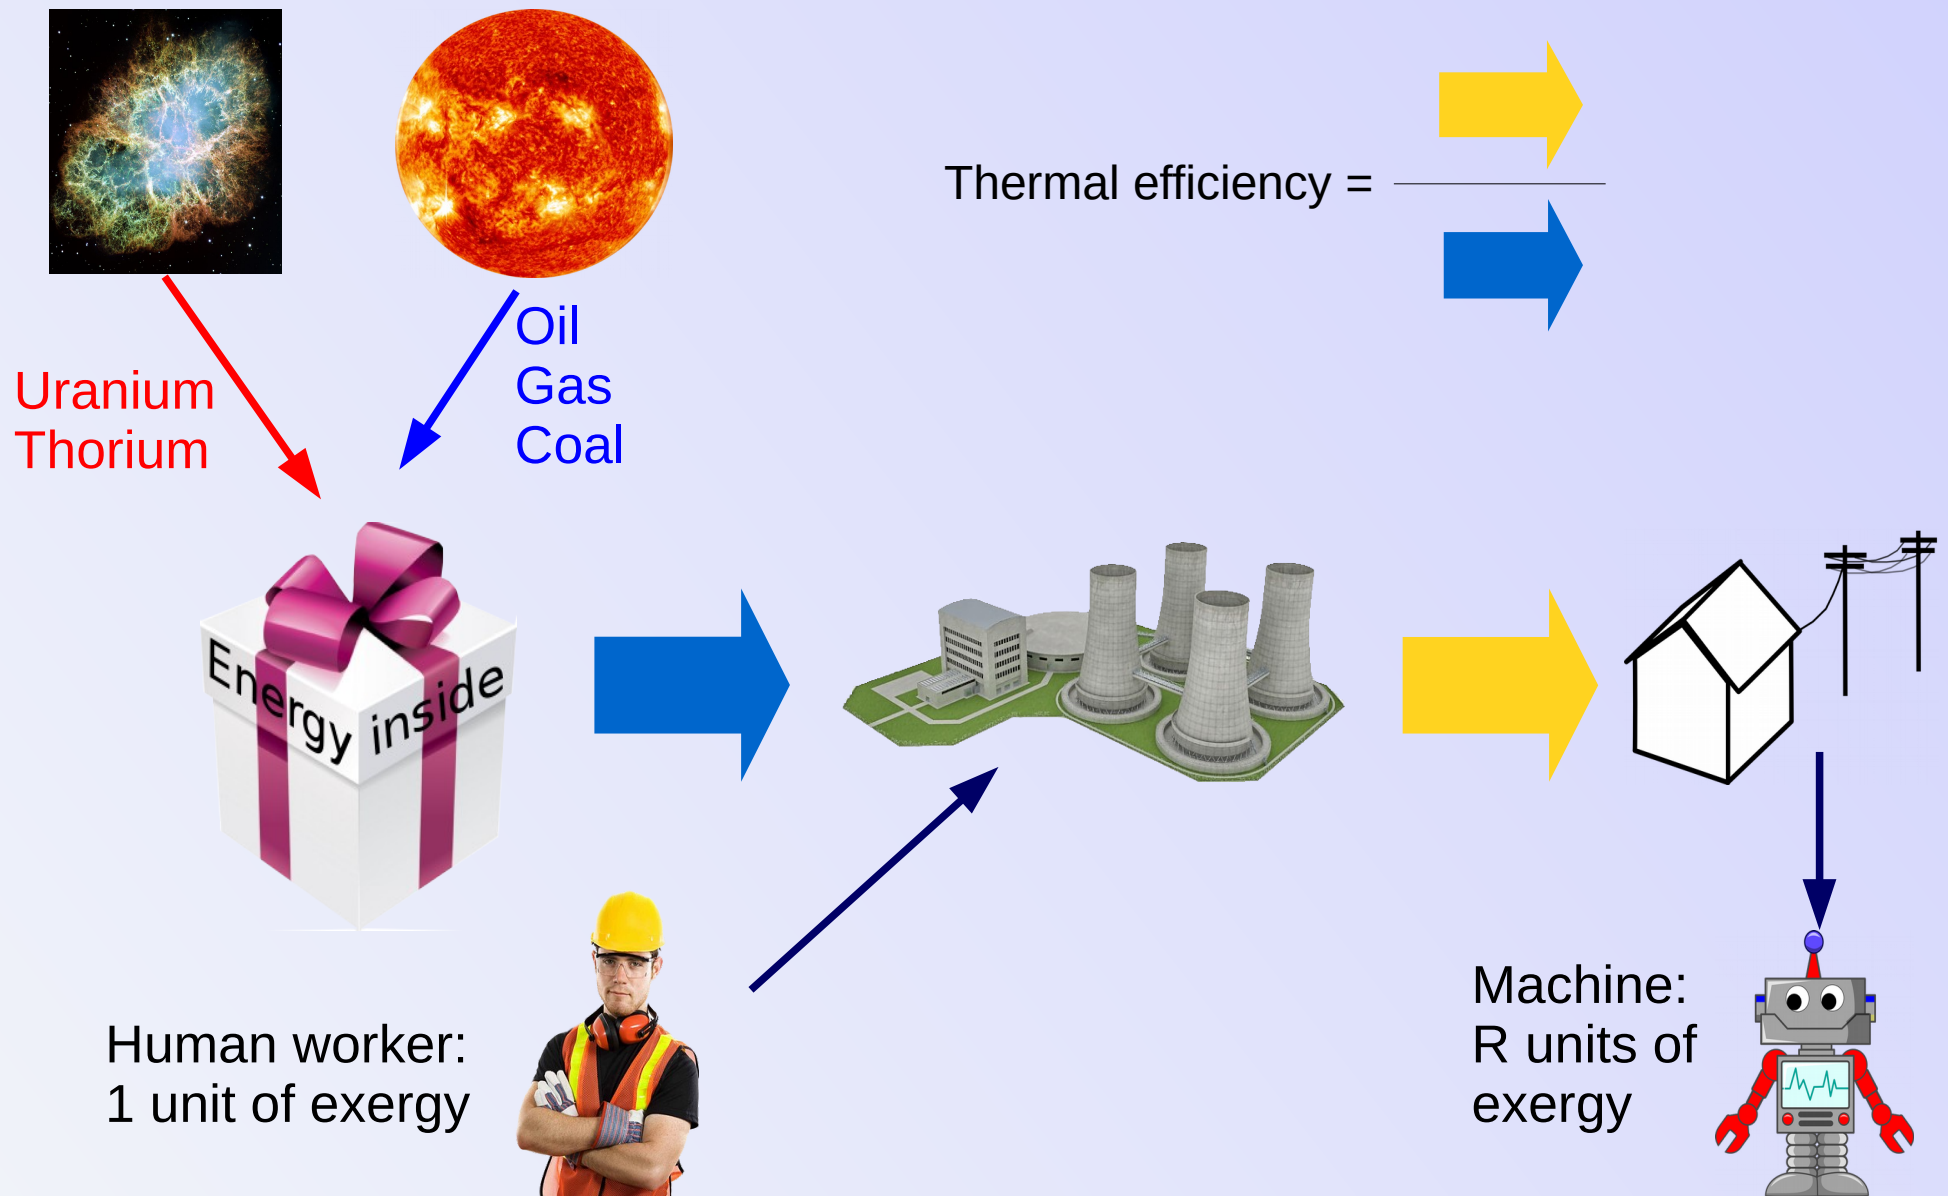 Thermal efficiency =
Oil
Gas
Coal
Uranium
Thorium
Energy inside
Human worker:
1 unit of exergy
Machine:
R units of
exergy